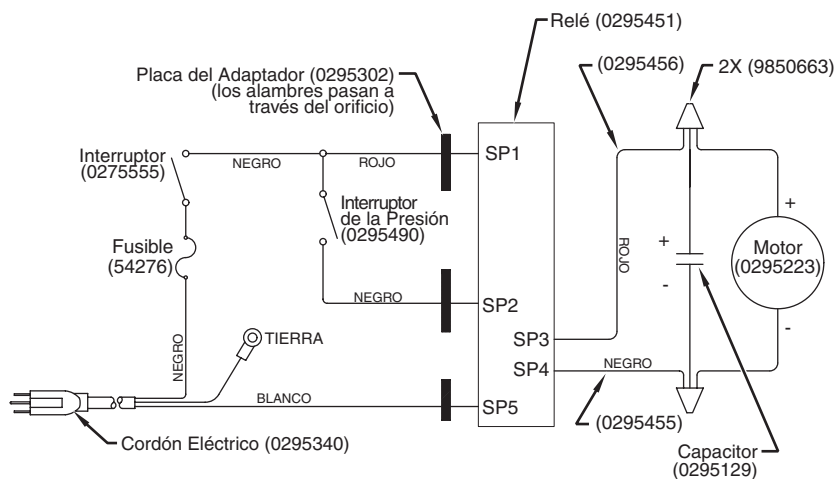 Relé (0295451)
Placa del Adaptador (0295302)
(los alambres pasan a
través del orificio)
(0295456)
2X (9850663)
Interruptor
(0275555)
NEGRO
ROJO
SP1
Interruptor
de la Presión
(0295490)
Fusible
(54276)
ROJO
+
-
+
Motor
(0295223)
-
NEGRO
SP2
NEGRO
TIERRA
SP3
SP4
NEGRO
BLANCO
SP5
(0295455)
Cordón Eléctrico (0295340)
Capacitor
(0295129)